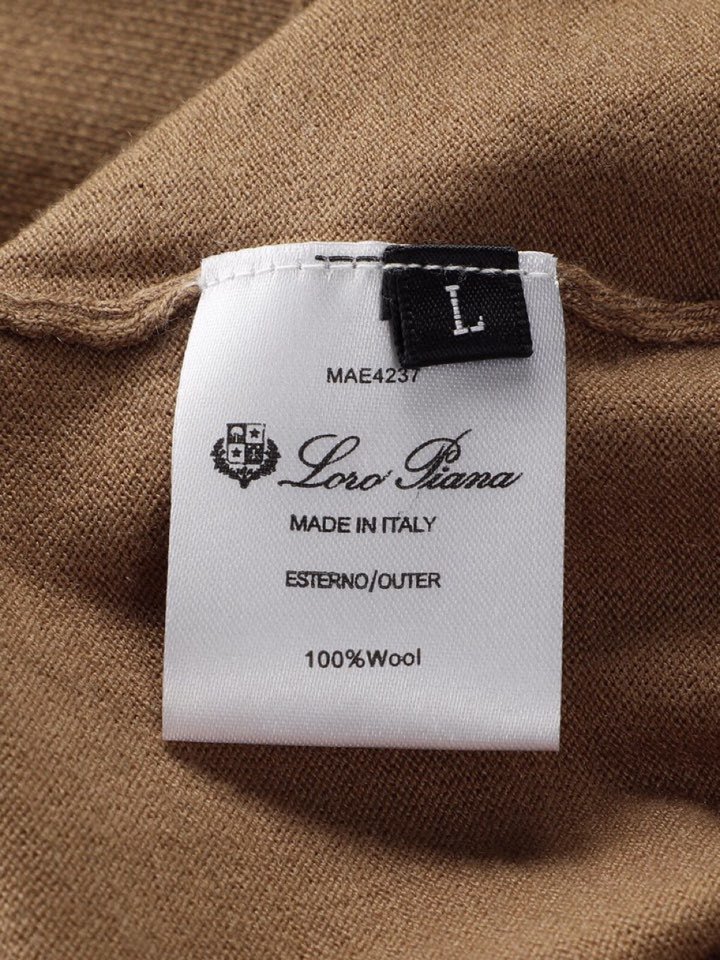 L
MAE4237
Loro Piana
MADE IN ITALY
ESTERNO/OUTER
100%Wool